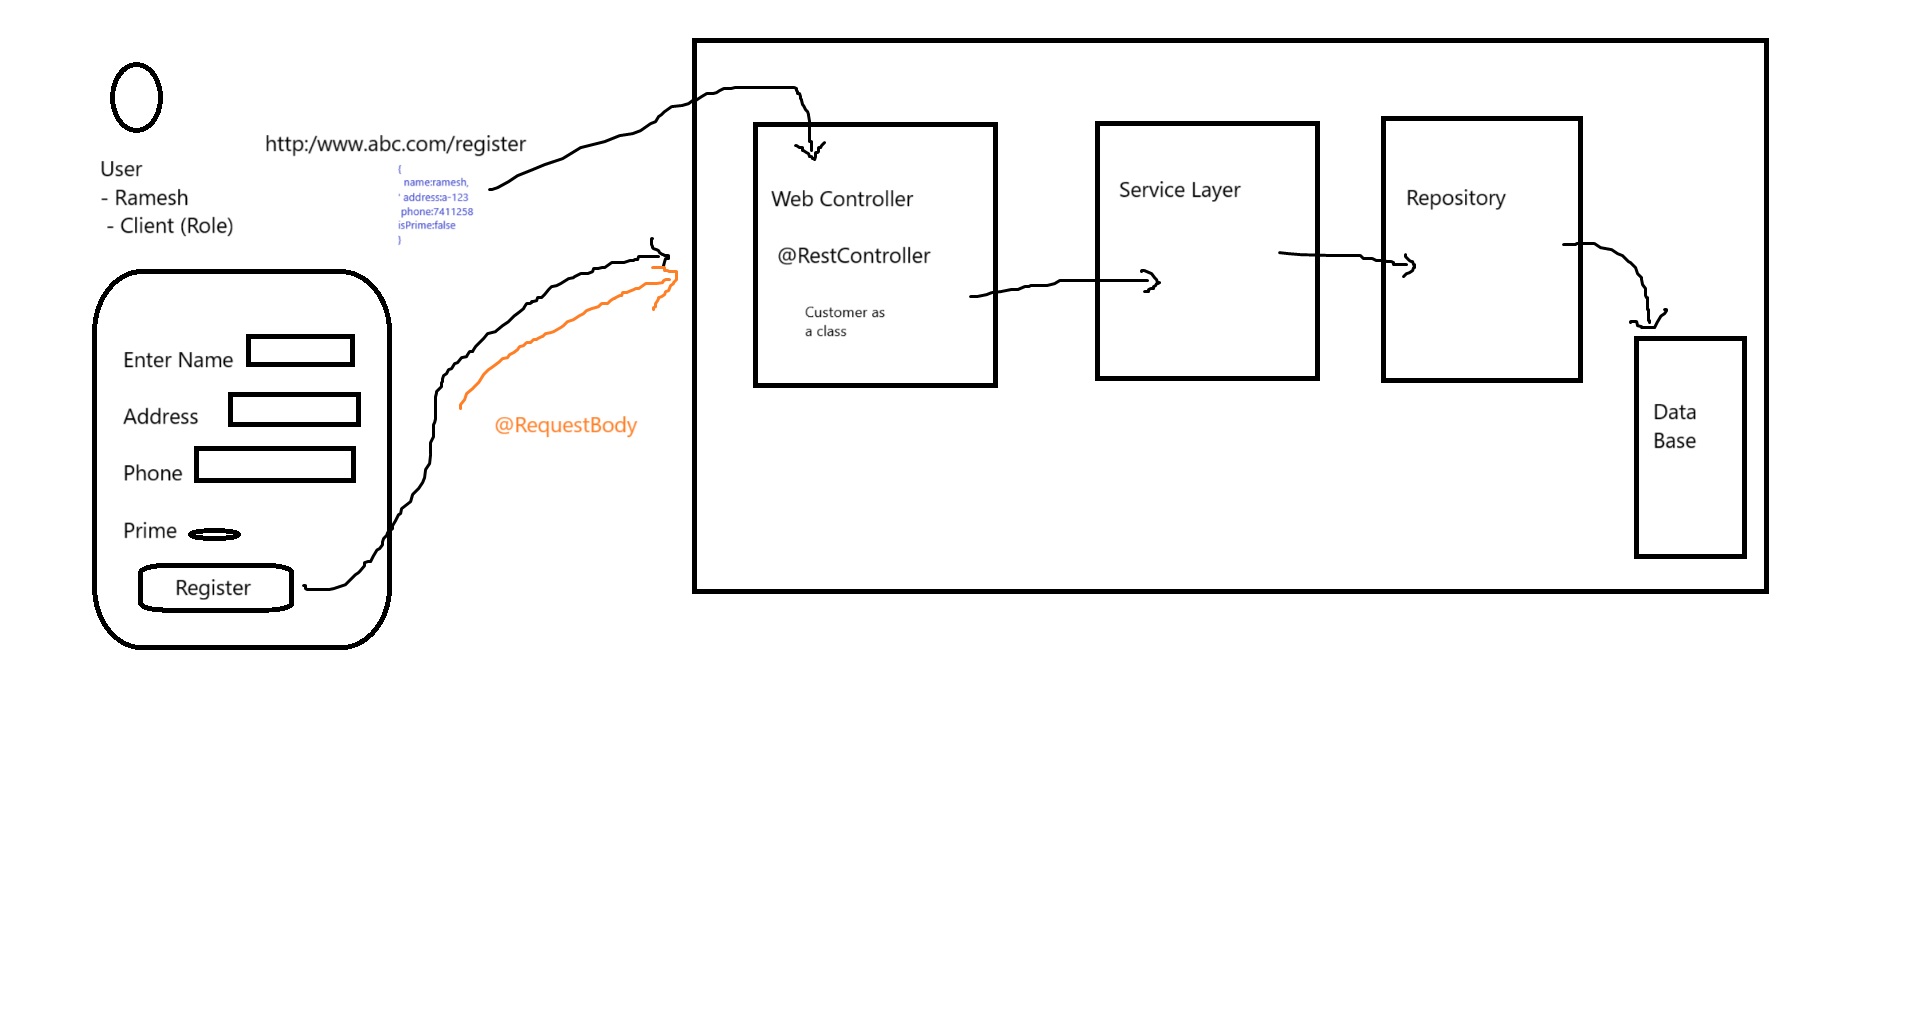 http:/www.abc.com/register
User
- Ramesh
- Client (Role)
{
name:ramesh,
' address:a-123
phone:7411258
isPrime:false
}
Enter Name
Address
Phone
Prime
Register
@RequestBody
Web Controller
@RestController
Customer as
a class
Service Layer
Repository
Data
Base